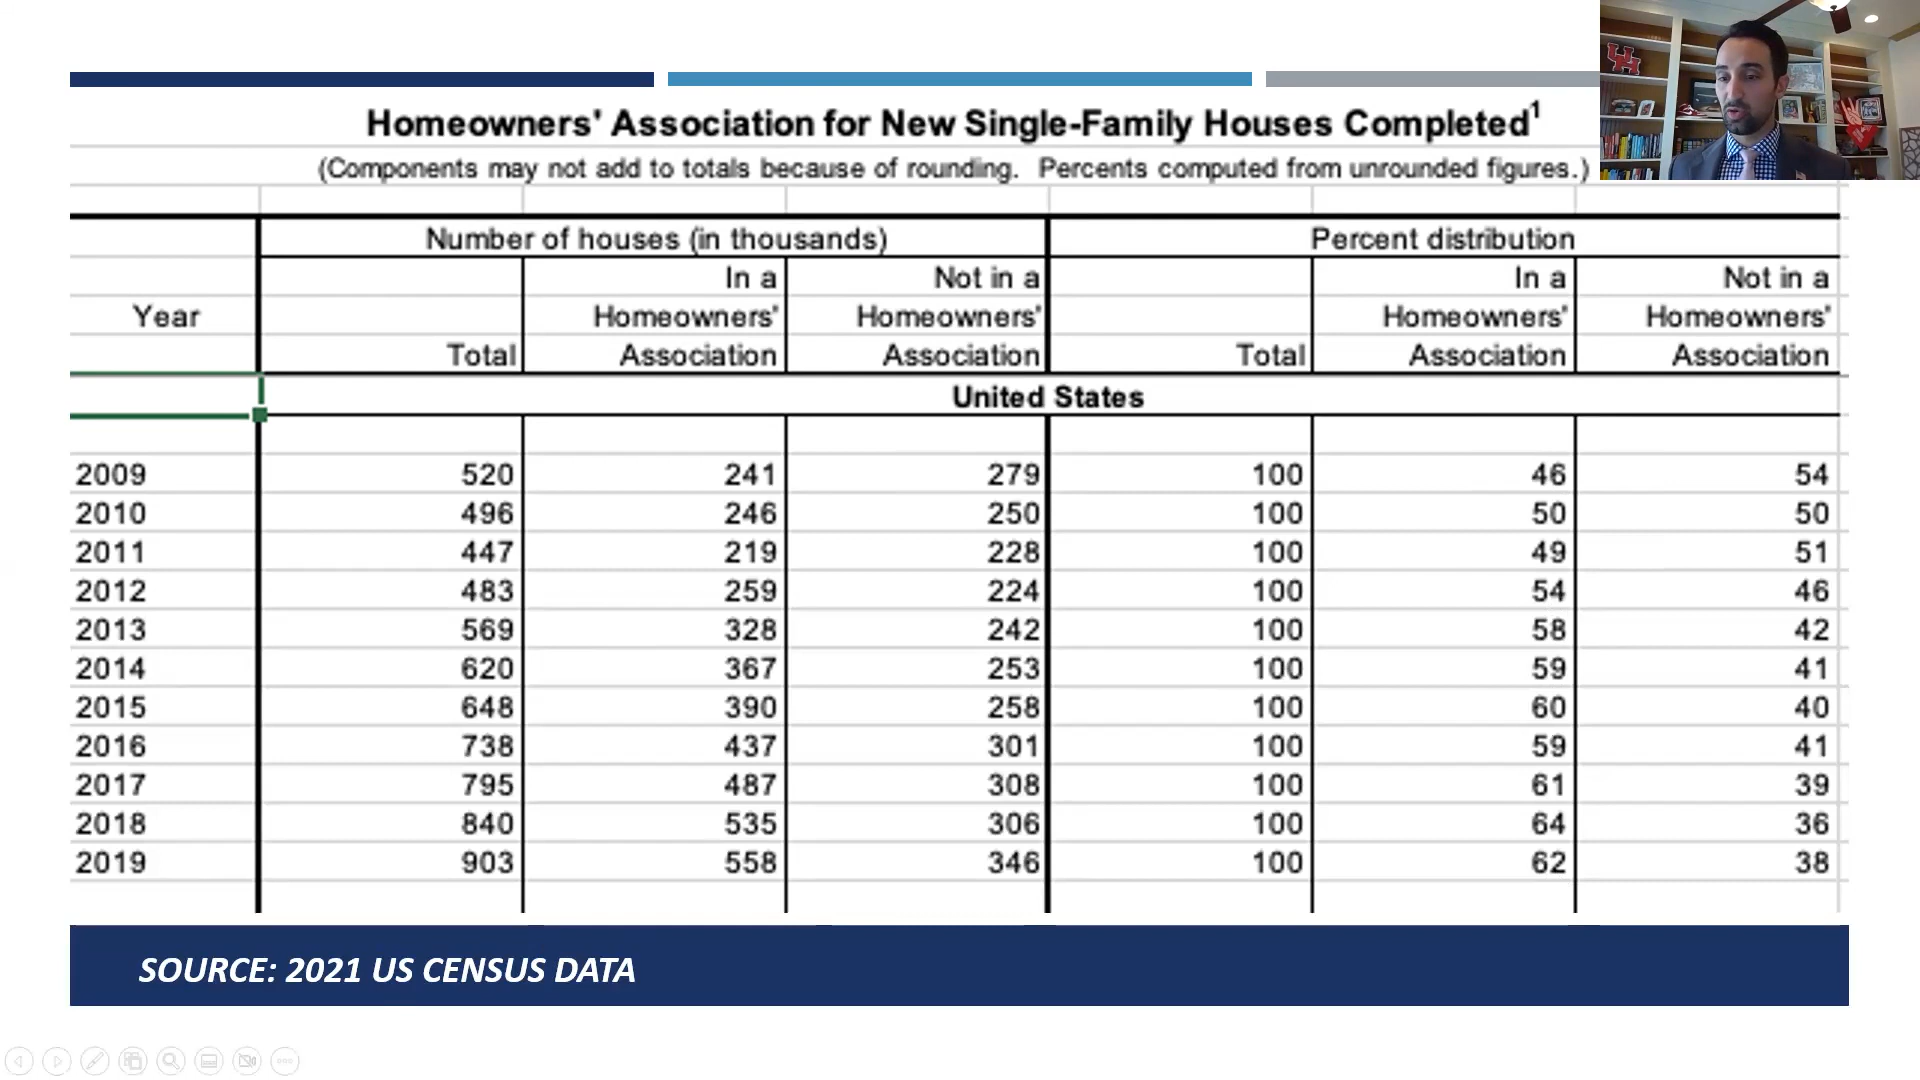 Homeowners' Association for New Single-Family Houses Completed1
(Components may not add to totals because of rounding. Percents computed from unrounded figures.)
Number of houses (in thousands) Percent distribution
In a Not in a In a Not in a
Year Homeowners' Homeowners' Homeowners' Homeowners'
Total Association Association Total Association Association
United States
2009 520 241 279 100 46 54
2010 496 246 250 100 50 50
2011 447 219 228 100 49 51
2012 483 259 224 100 54 46
2013 569 328 242 100 58 42
2014 620 367 253 100 59 41
2015 648 390 258 100 60 40
2016 738 437 301 100 59 41
2017 795 487 308 100 61 39
2018 840 535 306 100 64 36
2019 903 558 346 100 62 38
SOURCE: 2021 US CENSUS DATA